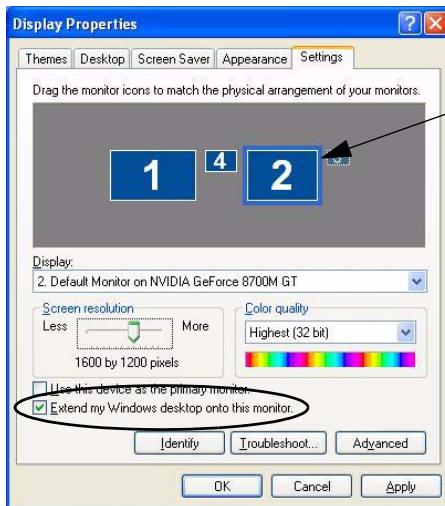 Display Properties
Themes Desktop Screen Saver Appearance Settings
Drag the monitor icons to match the physical arrangement of your monitors.
1 4 2
Display:
2. Default Monitor on NVIDIA GeForce 8700M GT
Screen resolution Color quality
Less More Highest (32 bit)
1600 by 1200 pixels
Use this device as the primary monitor.
Extend my Windows desktop onto this monitor.
Identify Troubleshoot... Advanced
OK Cancel Apply